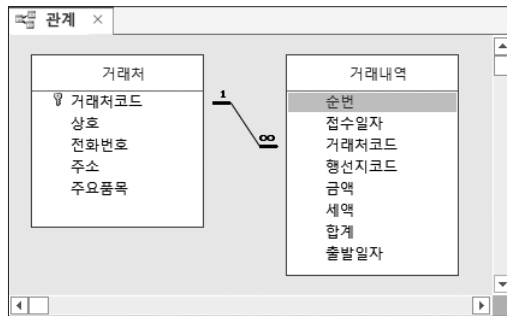 관계
거래처
거래처코드
상호
전화번호
주소
주요품목
1
∞
거래내역
순번
접수일자
거래처코드
행선지코드
금액
세액
합계
출발일자